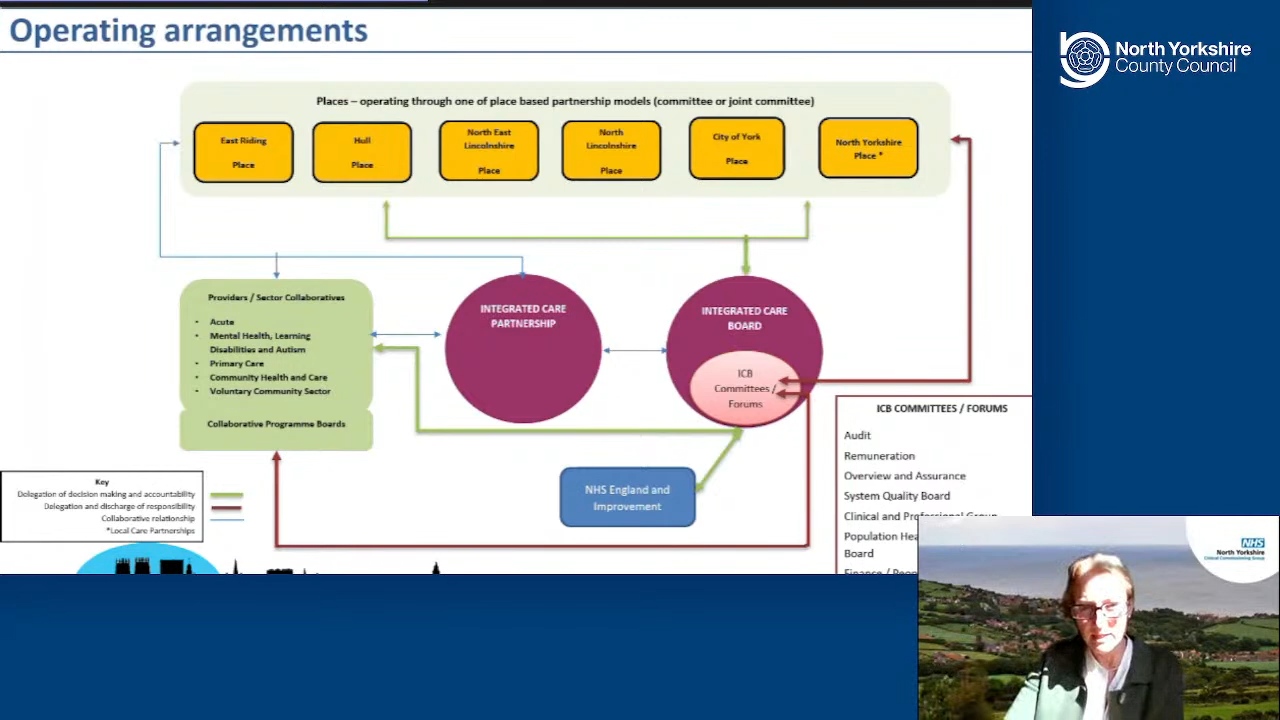 Operating arrangements
North Yorkshire
County Council
Places – operating through one of place based partnership models (committee or joint committee)
East Riding
Place
Hull
Place
North East
Lincolnshire
Place
North
Lincolnshire
Place
City of York
Place
North Yorkshire
Place *
Providers / Sector Collaboratives
• Acute
• Mental Health, Learning
Disabilities and Autism
• Primary Care
• Community Health and Care
• Voluntary Community Sector
Collaborative Programme Boards
INTEGRATED CARE
PARTNERSHIP
INTEGRATED CARE
BOARD
ICB
Committees /
Forums
NHS England and
Improvement
ICB COMMITTEES / FORUMS
Audit
Remuneration
Overview and Assurance
System Quality Board
Clinical and Professional Group
Population Hea
Board
Key
Delegation of decision making and accountability
Delegation and discharge of responsibility
Collaborative relationship
*Local Care Partnerships
NHS
North Yorkshire
Clinical Commissioning Group